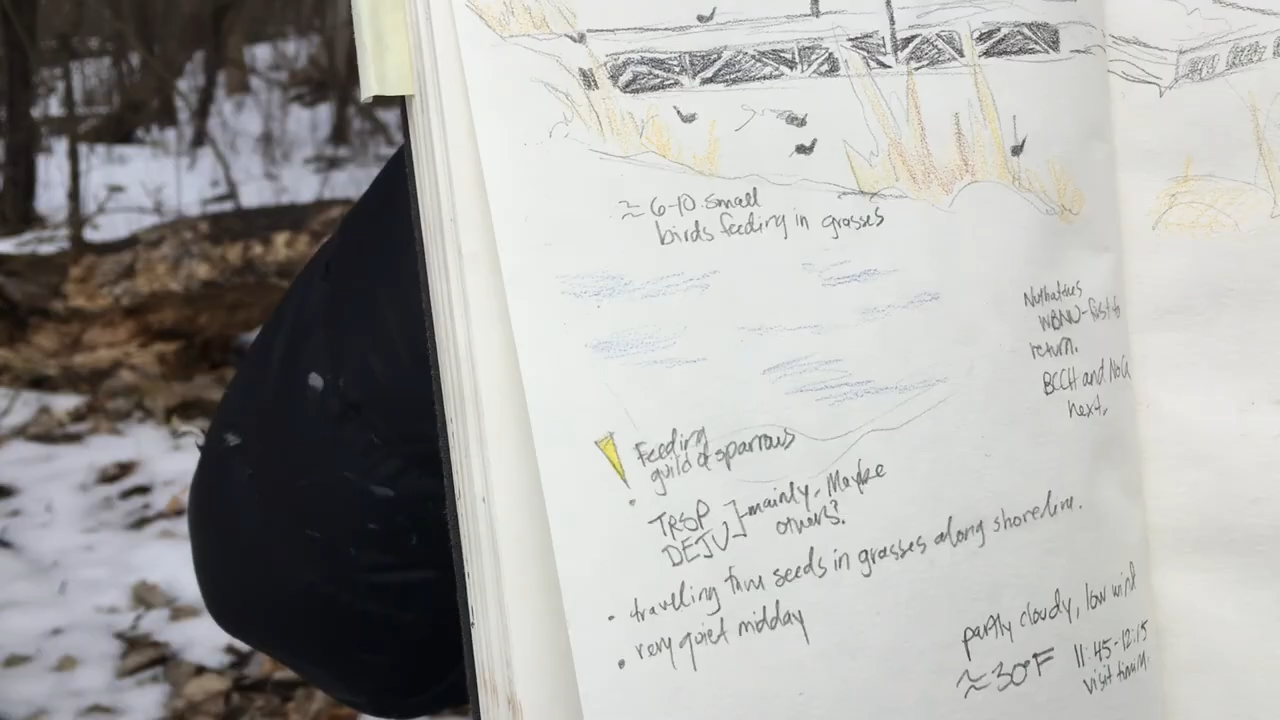 ≈ 6-10 small
birds feeding in grasses
Nuthatches
WBNU - first to
return.
BCCH and NoCa
next.
Feeding
guild of sparrows
TRSP
DEJU } mainly. Maybe
others?
• traveling thru seeds in grasses along shoreline.
• very quiet midday
partly cloudy, low wind
≈30°F
11:45-12:15
visit